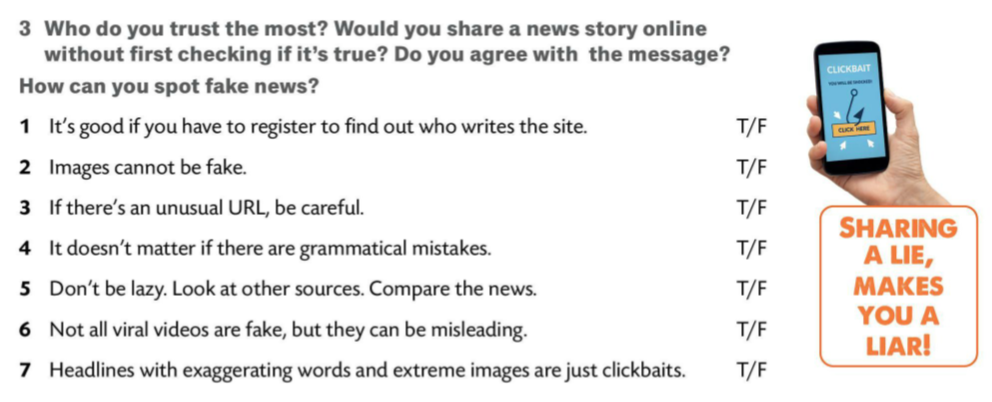 3 Who do you trust the most? Would you share a news story online
without first checking if it's true? Do you agree with the message?
How can you spot fake news?
1 It's good if you have to register to find out who writes the site. T/F
2 Images cannot be fake. T/F
3 If there's an unusual URL, be careful. T/F
4 It doesn't matter if there are grammatical mistakes. T/F
5 Don't be lazy. Look at other sources. Compare the news. T/F
6 Not all viral videos are fake, but they can be misleading. T/F
7 Headlines with exaggerating words and extreme images are just clickbaits. T/F
CLICKBAIT
YOU WILL BE SHOCKED
CLICK HERE
SHARING
A LIE,
MAKES
YOU A
LIAR!